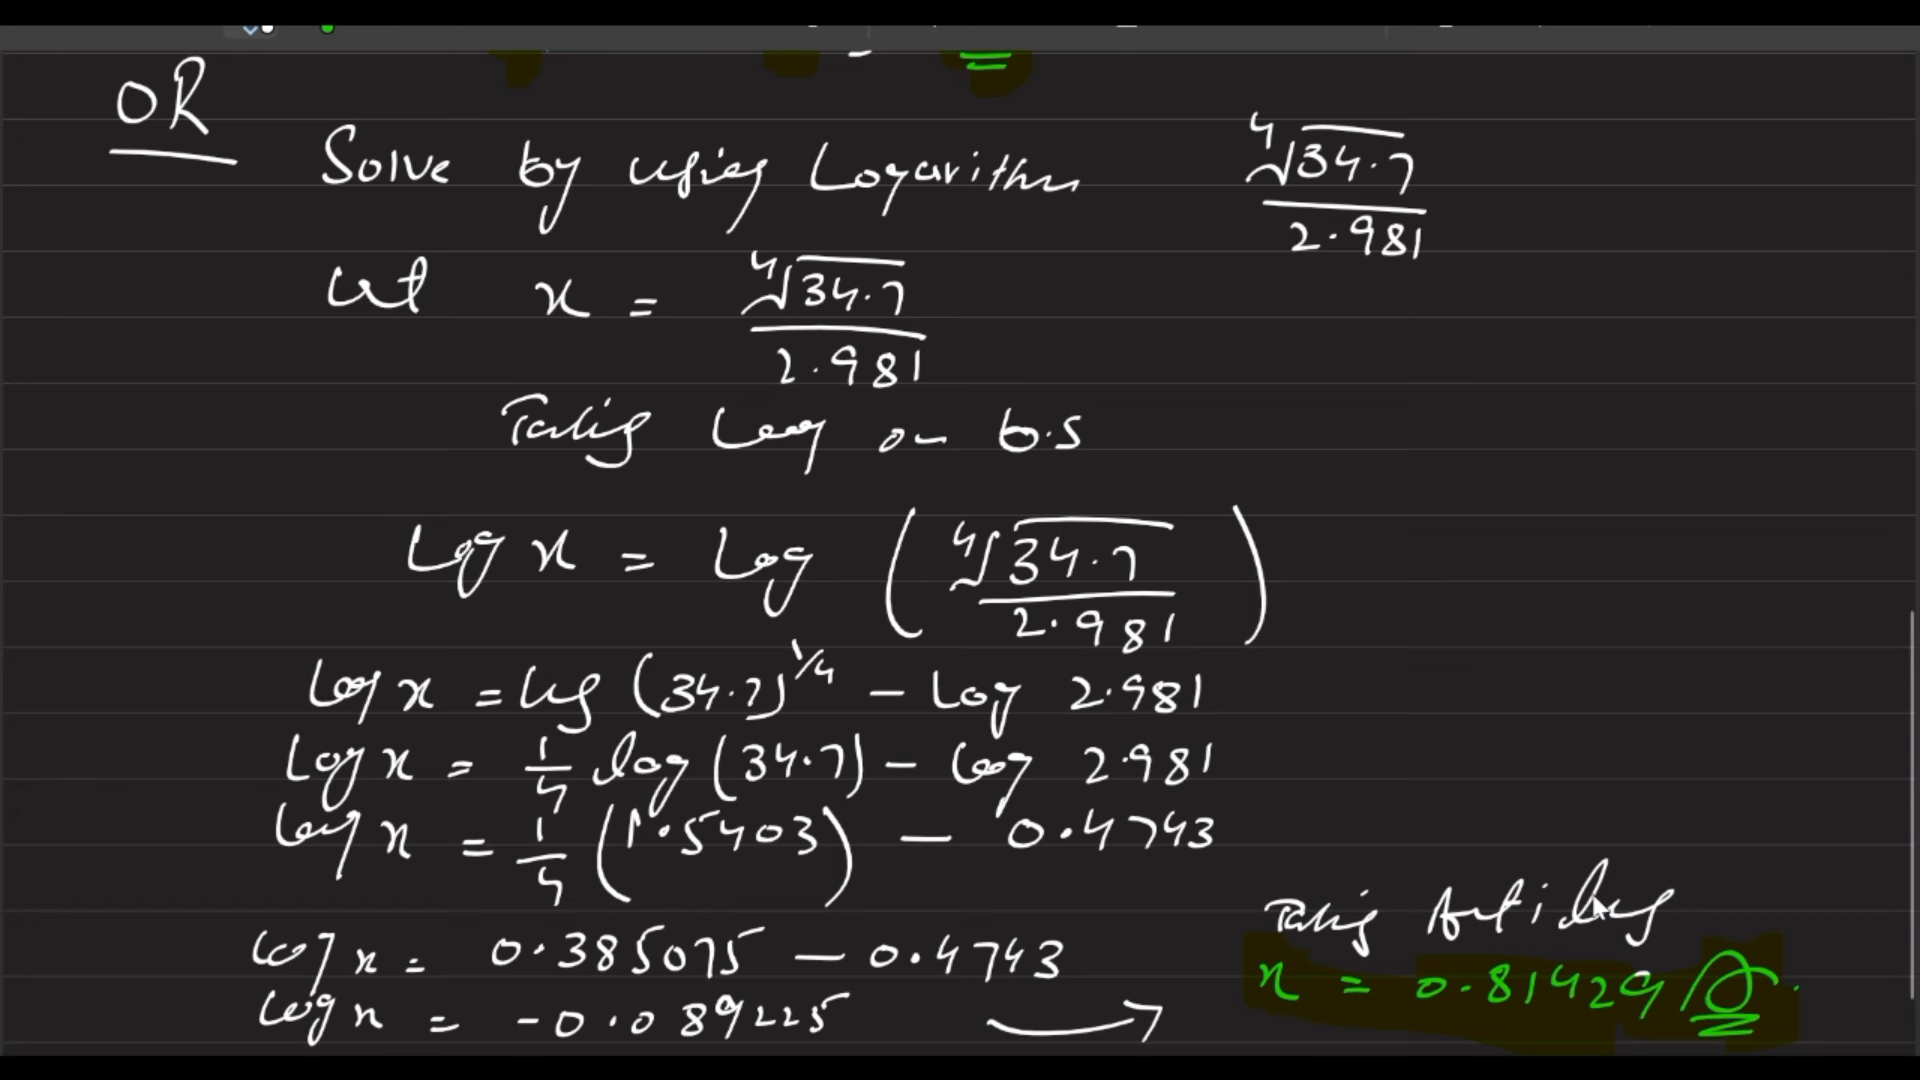 OR
Solve by using Logarithm ⁴√34.7 / 2.981
Let x = ⁴√34.7 / 2.981
Taking Log on b.s
Log x = Log ( ⁴√34.7 / 2.981 )
Log x = Log (34.7)^1/4 - Log 2.981
Log x = 1/4 log (34.7) - Log 2.981
Log x = 1/4 (1.5403) - 0.4743
Log x = 0.385075 - 0.4743
Log x = -0.089225 →
Taking Antilog
x = 0.81429